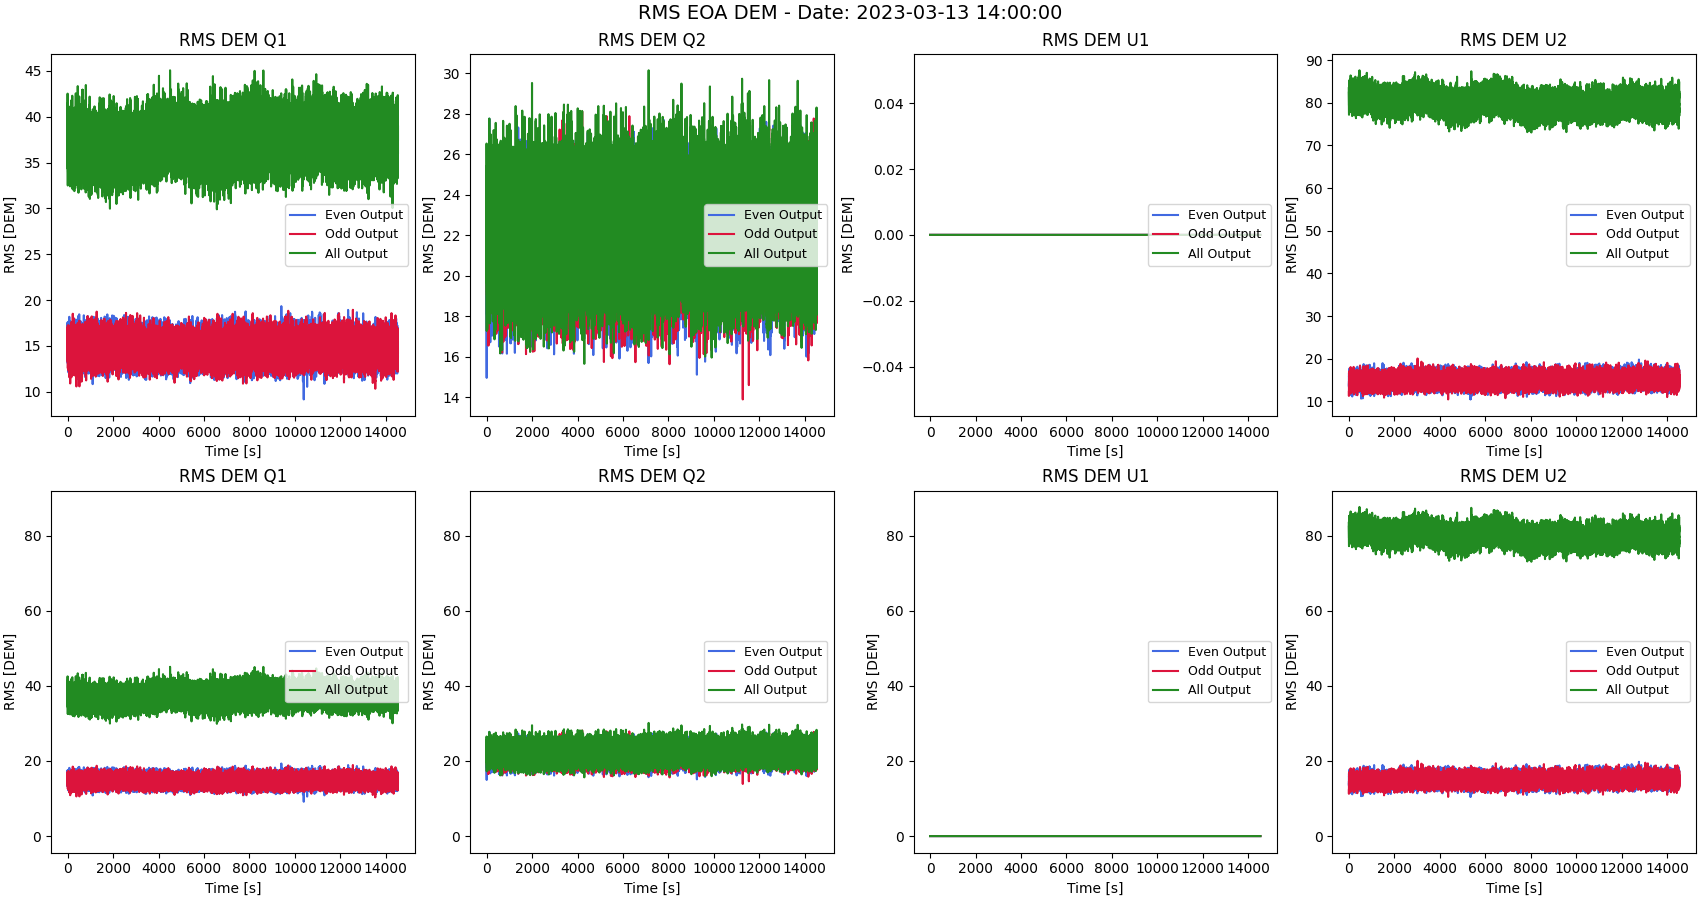 RMS EOA DEM - Date: 2023-03-13 14:00:00
RMS DEM Q1
RMS DEM Q2
RMS DEM U1
RMS DEM U2
RMS [DEM]
45
40
35
30
25
20
15
10
Even Output
Odd Output
All Output
0 2000 4000 6000 8000 10000 12000 14000
Time [s]
RMS [DEM]
30
28
26
24
22
20
18
16
14
Even Output
Odd Output
All Output
0 2000 4000 6000 8000 10000 12000 14000
Time [s]
RMS [DEM]
0.04
0.02
0.00
−0.02
−0.04
Even Output
Odd Output
All Output
0 2000 4000 6000 8000 10000 12000 14000
Time [s]
RMS [DEM]
90
80
70
60
50
40
30
20
10
Even Output
Odd Output
All Output
0 2000 4000 6000 8000 10000 12000 14000
Time [s]
RMS DEM Q1
RMS DEM Q2
RMS DEM U1
RMS DEM U2
RMS [DEM]
80
60
40
20
0
Even Output
Odd Output
All Output
0 2000 4000 6000 8000 10000 12000 14000
Time [s]
RMS [DEM]
80
60
40
20
0
Even Output
Odd Output
All Output
0 2000 4000 6000 8000 10000 12000 14000
Time [s]
RMS [DEM]
80
60
40
20
0
Even Output
Odd Output
All Output
0 2000 4000 6000 8000 10000 12000 14000
Time [s]
RMS [DEM]
80
60
40
20
0
Even Output
Odd Output
All Output
0 2000 4000 6000 8000 10000 12000 14000
Time [s]